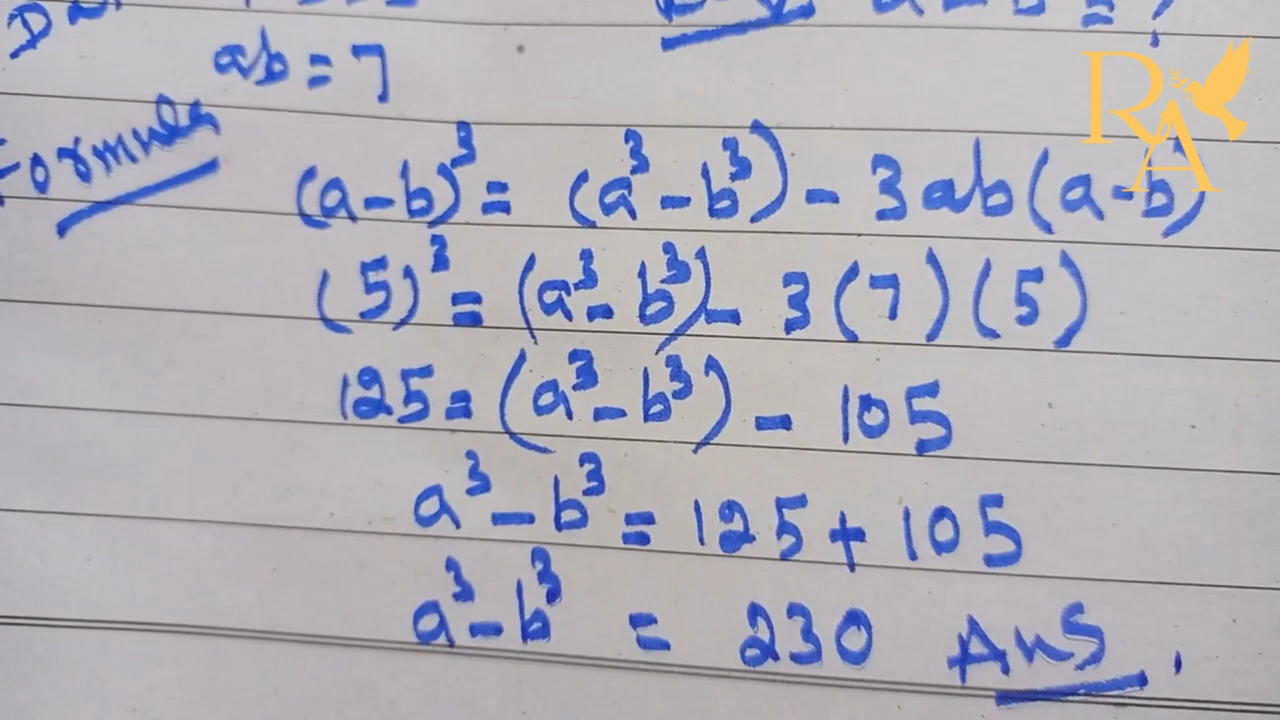 ab = 7
RA
Formula
(a-b)³ = (a³-b³) - 3ab(a-b)
(5)³ = (a³-b³) - 3(7)(5)
125 = (a³-b³) - 105
a³-b³ = 125 + 105
a³-b³ = 230 Ans.